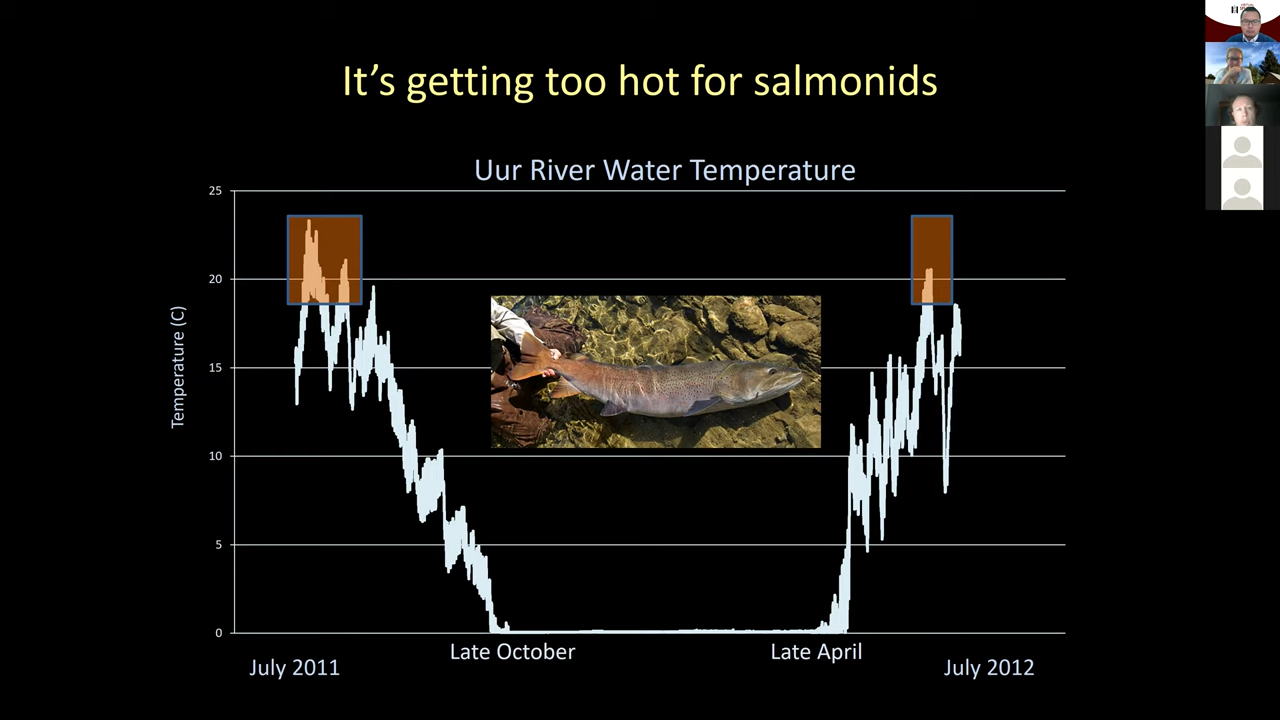 It's getting too hot for salmonids
Uur River Water Temperature
Temperature (C)
25
20
15
10
5
0
Late October
Late April
July 2011
July 2012